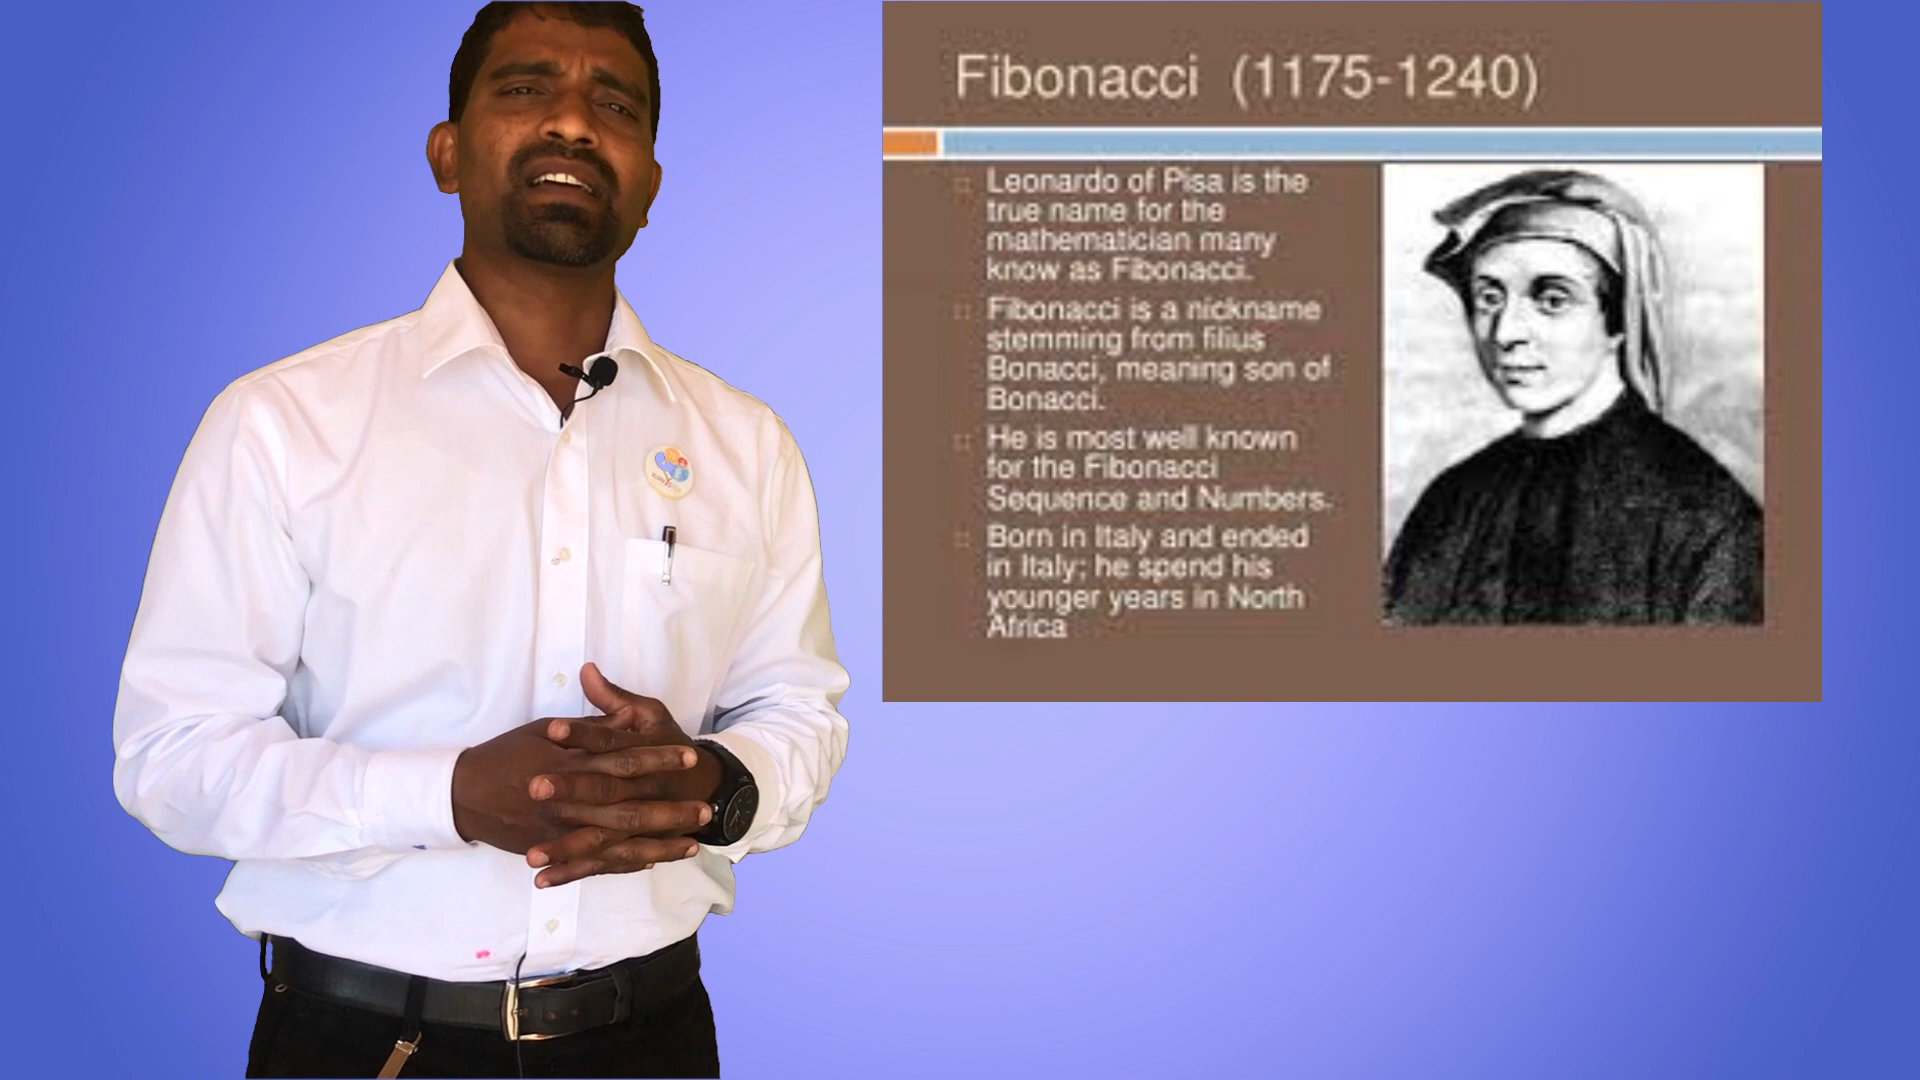 Fibonacci (1175-1240)
Leonardo of Pisa is the
true name for the
mathematician many
know as Fibonacci.
Fibonacci is a nickname
stemming from filius
Bonacci, meaning son of
Bonacci.
He is most well known
for the Fibonacci
Sequence and Numbers.
Born in Italy and ended
in Italy; he spend his
younger years in North
Africa